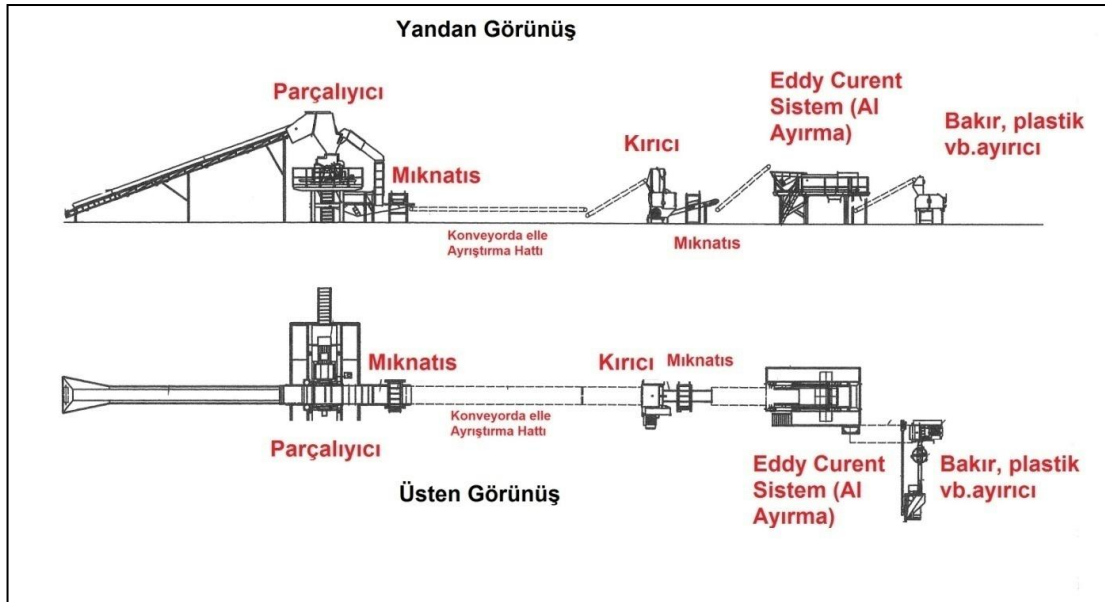 Yandan Görünüş
Parçalıyıcı
Mıknatıs
Konveyorda elle
Ayrıştırma Hattı
Kırıcı
Mıknatıs
Eddy Curent
Sistem (Al
Ayırma)
Bakır, plastik
vb.ayırıcı
Mıknatıs
Parçalıyıcı
Konveyorda elle
Ayrıştırma Hattı
Kırıcı
Mıknatıs
Eddy Curent
Sistem (Al
Ayırma)
Bakır, plastik
vb.ayırıcı
Üsten Görünüş